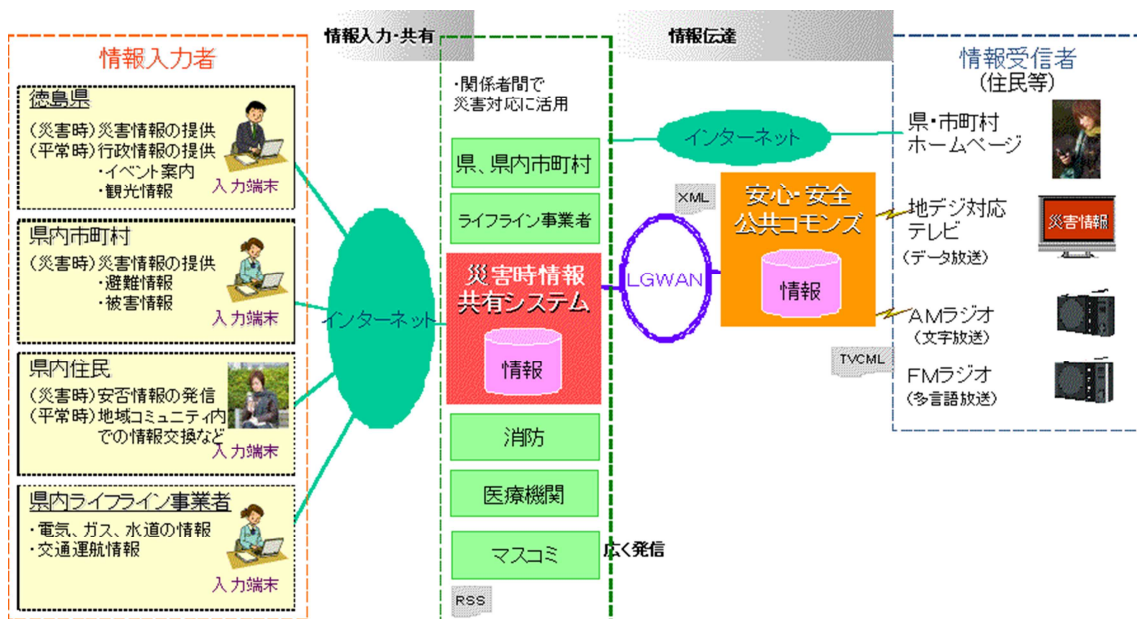 情報入力・共有
情報伝達
情報入力者
徳島県
(災害時)災害情報の提供
(平常時)行政情報の提供
・イベント案内
・観光情報
入力端末
県内市町村
(災害時)災害情報の提供
・避難情報
・被害情報
入力端末
県内住民
(災害時)安否情報の発信
(平常時)地域コミュニティ内
での情報交換など
入力端末
県内ライフライン事業者
・電気、ガス、水道の情報
・交通運航情報
入力端末
インターネット
・関係者間で
災害対応に活用
県、県内市町村
ライフライン事業者
災害時情報
共有システム
情報
消防
医療機関
マスコミ
広く発信
RSS
インターネット
XML
LGWAN
安心・安全
公共コモンズ
情報
TVCML
情報受信者
(住民等)
県・市町村
ホームページ
地デジ対応
テレビ
(データ放送)
災害情報
AMラジオ
(文字放送)
FMラジオ
(多言語放送)